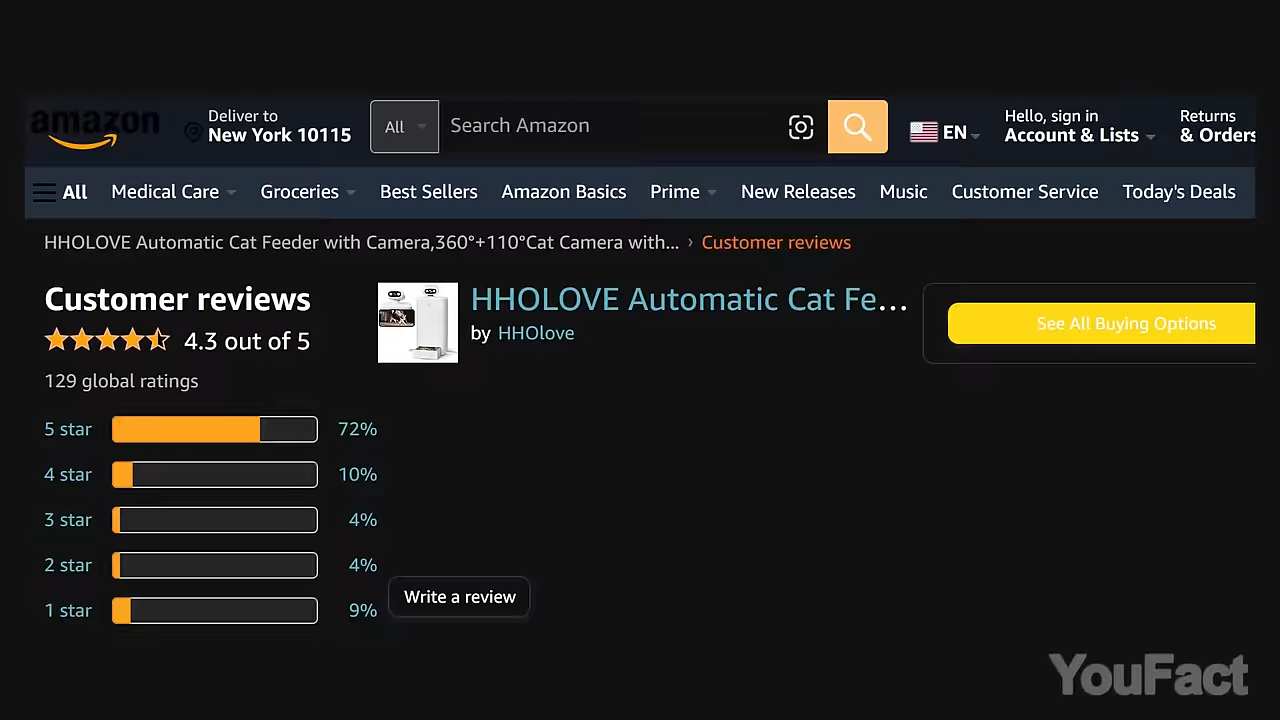 amazon
Deliver to
New York 10115
All
Search Amazon
EN
Hello, sign in
Account & Lists
Returns
& Orders
All
Medical Care
Groceries
Best Sellers
Amazon Basics
Prime
New Releases
Music
Customer Service
Today's Deals
HHOLOVE Automatic Cat Feeder with Camera,360°+110°Cat Camera with... › Customer reviews
Customer reviews
4.3 out of 5
129 global ratings
5 star 72%
4 star 10%
3 star 4%
2 star 4%
1 star 9%
HHOLOVE Automatic Cat Fe...
by HHOlove
See All Buying Options
Write a review
YouFact